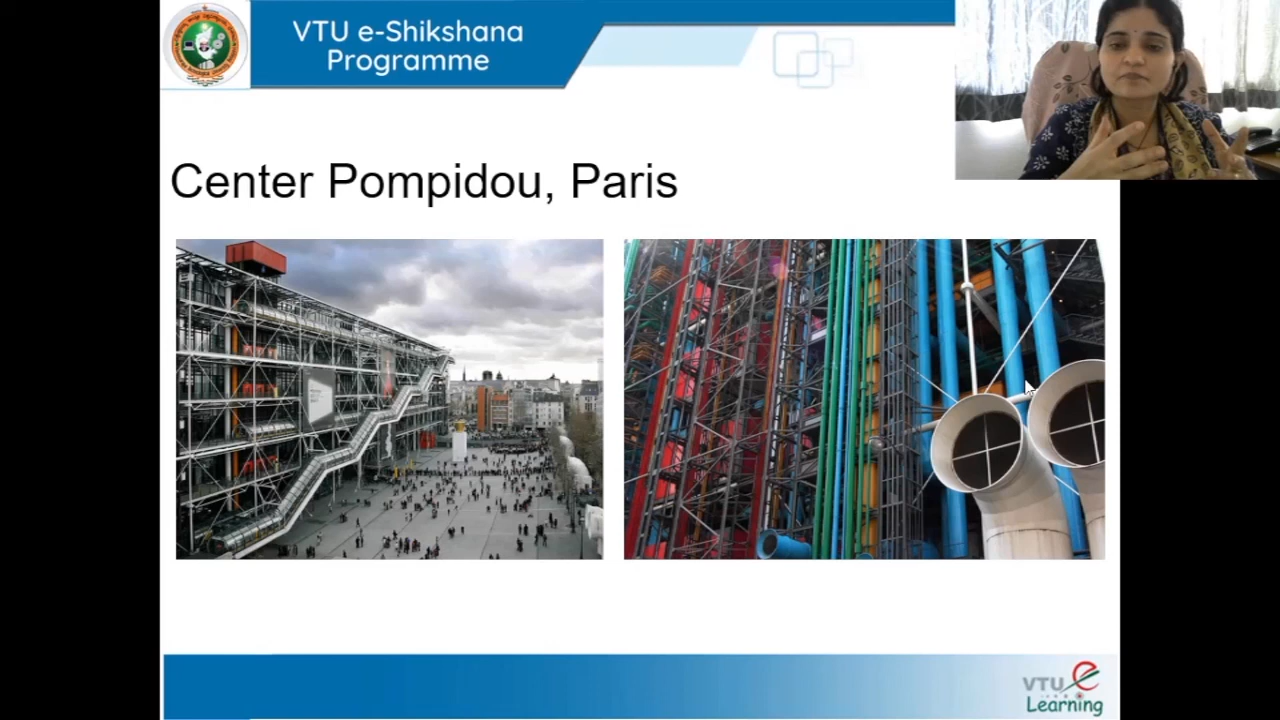 VTU e-Shikshana
Programme
Center Pompidou, Paris
VTU e
Learning